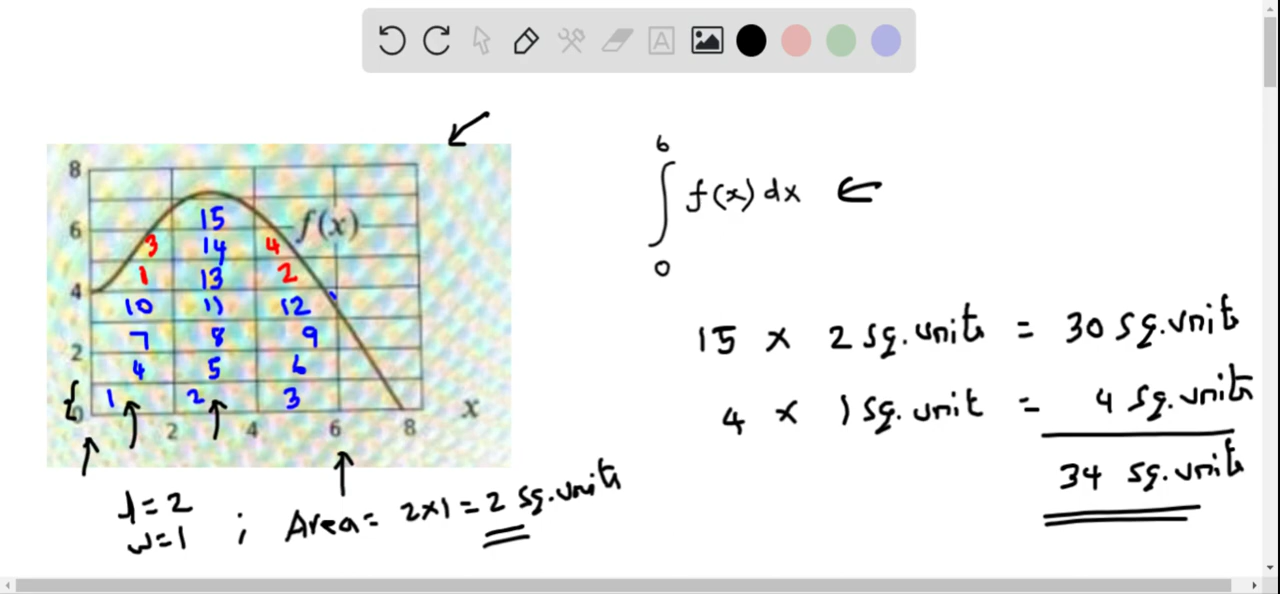 A
8
6
4
2
0
2 4 6 8
x
f(x)
15
3 14 4
1 13 2
10 11 12
7 8 9
4 5 6
1 2 3
{
l=2
w=1 ; Area= 2x1=2 sq.units
6
∫ f(x) dx ←
0
15 x 2 sq.units = 30 sq.units
4 x 1 sq.unit = 4 sq.units
34 sq.units